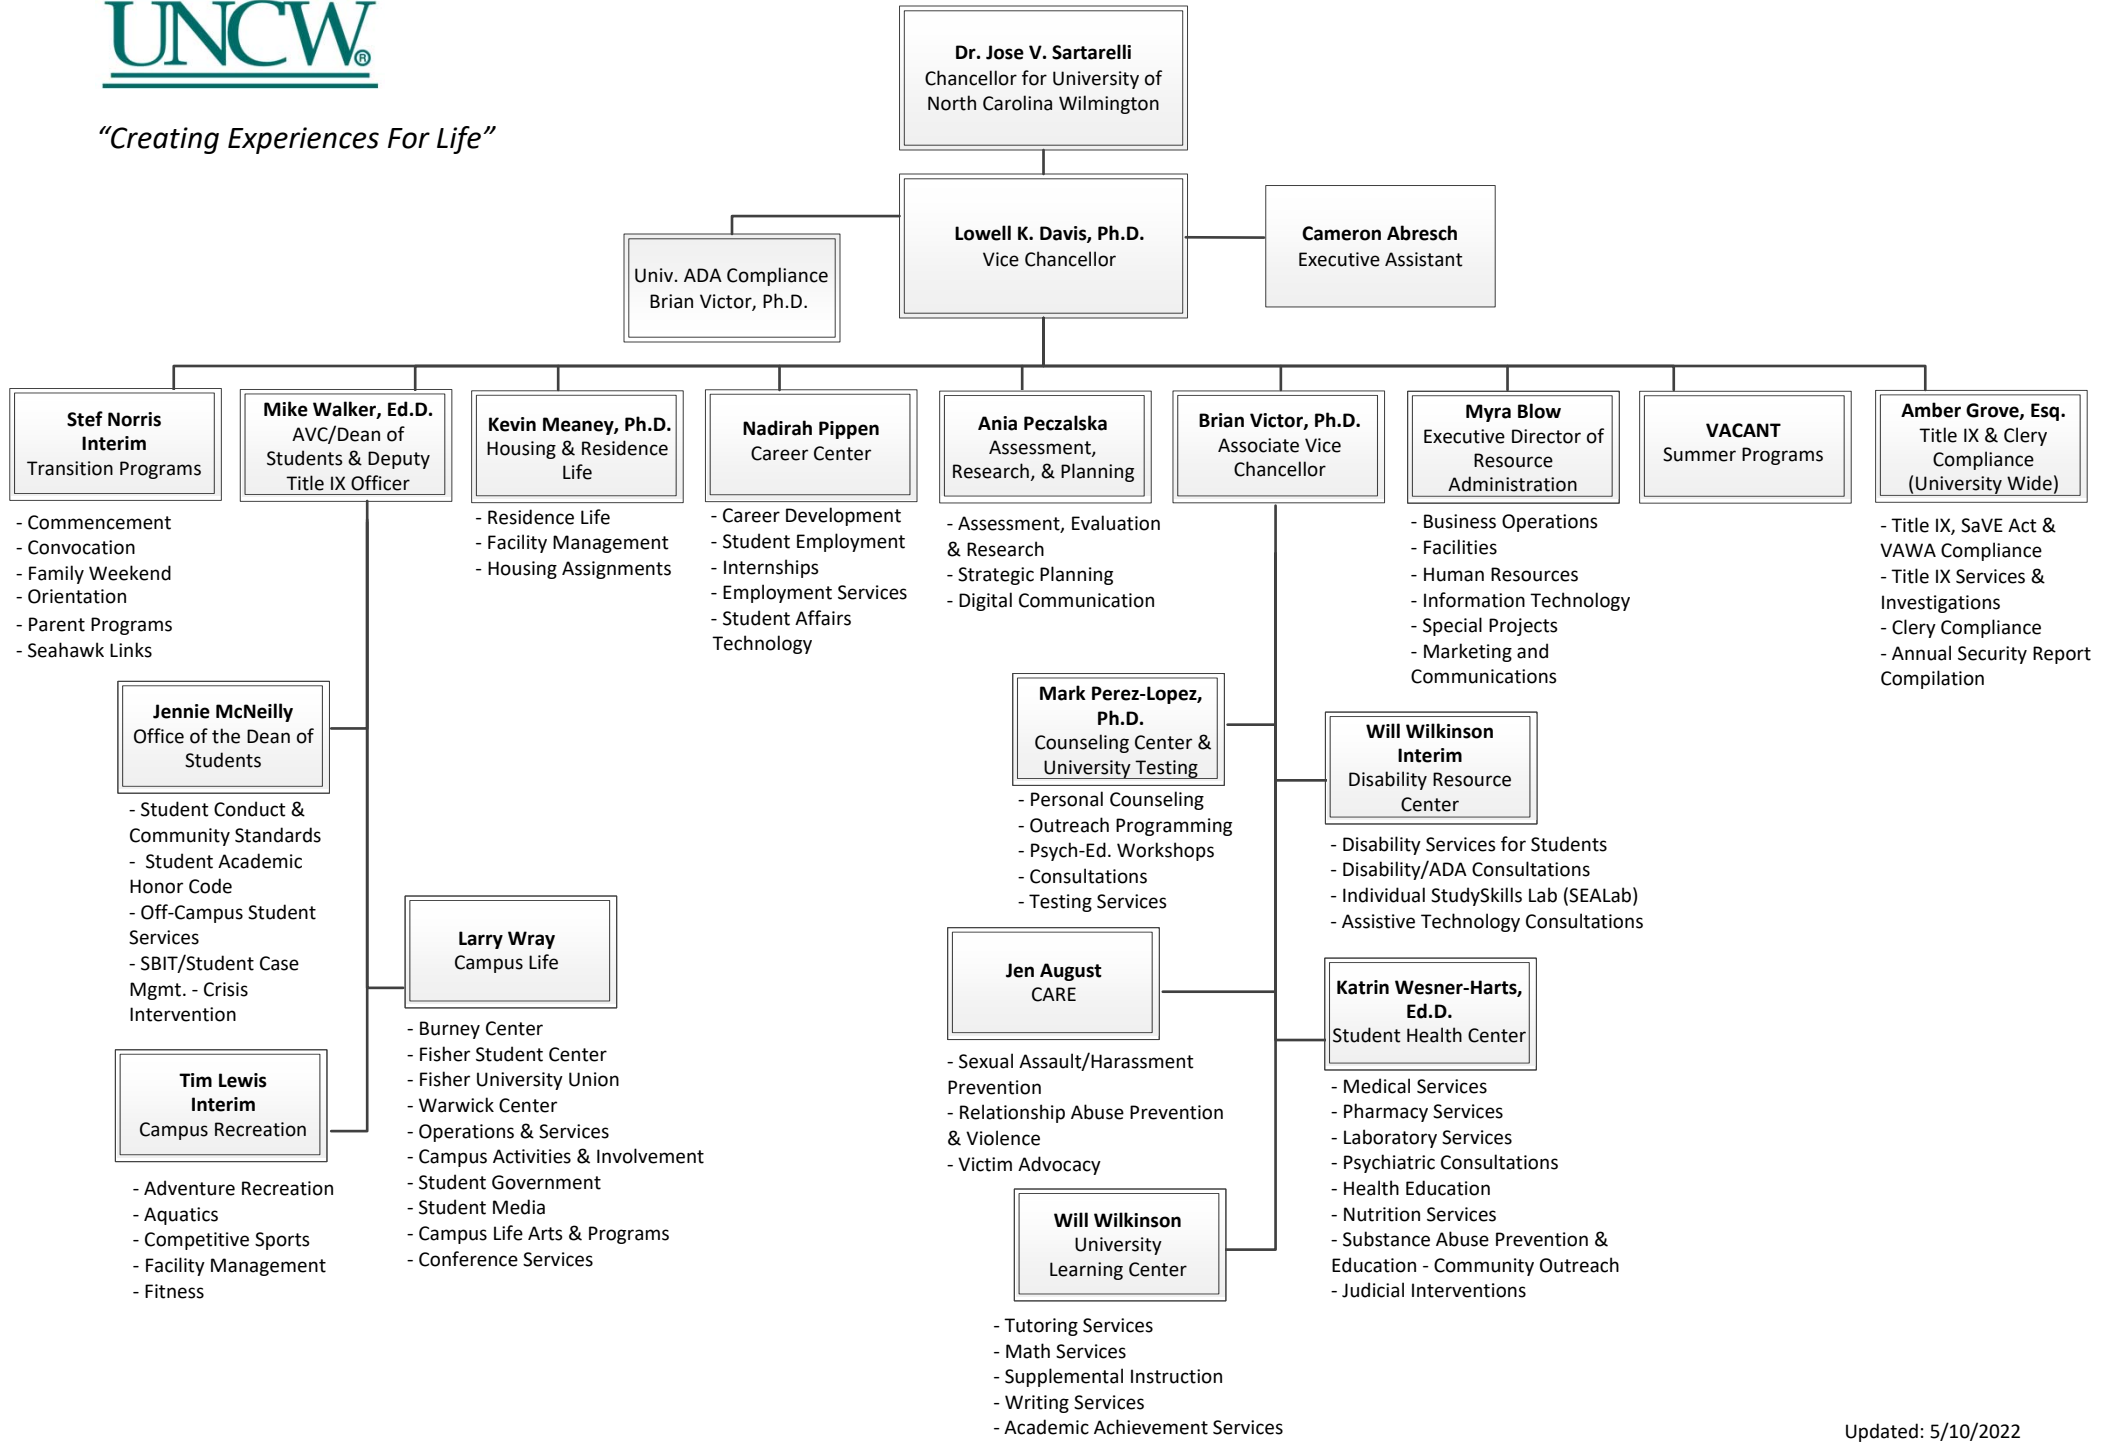 UNCW®
“Creating Experiences For Life”
Dr. Jose V. Sartarelli
Chancellor for University of
North Carolina Wilmington
Lowell K. Davis, Ph.D.
Vice Chancellor
Cameron Abresch
Executive Assistant
Univ. ADA Compliance
Brian Victor, Ph.D.
Stef Norris
Interim
Transition Programs
- Commencement
- Convocation
- Family Weekend
- Orientation
- Parent Programs
- Seahawk Links
Mike Walker, Ed.D.
AVC/Dean of
Students & Deputy
Title IX Officer
Kevin Meaney, Ph.D.
Housing & Residence
Life
- Residence Life
- Facility Management
- Housing Assignments
Nadirah Pippen
Career Center
- Career Development
- Student Employment
- Internships
- Employment Services
- Student Affairs
Technology
Ania Peczalska
Assessment,
Research, & Planning
- Assessment, Evaluation
& Research
- Strategic Planning
- Digital Communication
Brian Victor, Ph.D.
Associate Vice
Chancellor
Myra Blow
Executive Director of
Resource
Administration
- Business Operations
- Facilities
- Human Resources
- Information Technology
- Special Projects
- Marketing and
Communications
VACANT
Summer Programs
Amber Grove, Esq.
Title IX & Clery
Compliance
(University Wide)
- Title IX, SaVE Act &
VAWA Compliance
- Title IX Services &
Investigations
- Clery Compliance
- Annual Security Report
Compilation
Jennie McNeilly
Office of the Dean of
Students
- Student Conduct &
Community Standards
- Student Academic
Honor Code
- Off-Campus Student
Services
- SBIT/Student Case
Mgmt. - Crisis
Intervention
Larry Wray
Campus Life
- Burney Center
- Fisher Student Center
- Fisher University Union
- Warwick Center
- Operations & Services
- Campus Activities & Involvement
- Student Government
- Student Media
- Campus Life Arts & Programs
- Conference Services
Tim Lewis
Interim
Campus Recreation
- Adventure Recreation
- Aquatics
- Competitive Sports
- Facility Management
- Fitness
Mark Perez-Lopez,
Ph.D.
Counseling Center &
University Testing
- Personal Counseling
- Outreach Programming
- Psych-Ed. Workshops
- Consultations
- Testing Services
Will Wilkinson
Interim
Disability Resource
Center
- Disability Services for Students
- Disability/ADA Consultations
- Individual StudySkills Lab (SEALab)
- Assistive Technology Consultations
Jen August
CARE
- Sexual Assault/Harassment
Prevention
- Relationship Abuse Prevention
& Violence
- Victim Advocacy
Katrin Wesner-Harts,
Ed.D.
Student Health Center
- Medical Services
- Pharmacy Services
- Laboratory Services
- Psychiatric Consultations
- Health Education
- Nutrition Services
- Substance Abuse Prevention &
Education - Community Outreach
- Judicial Interventions
Will Wilkinson
University
Learning Center
- Tutoring Services
- Math Services
- Supplemental Instruction
- Writing Services
- Academic Achievement Services
Updated: 5/10/2022